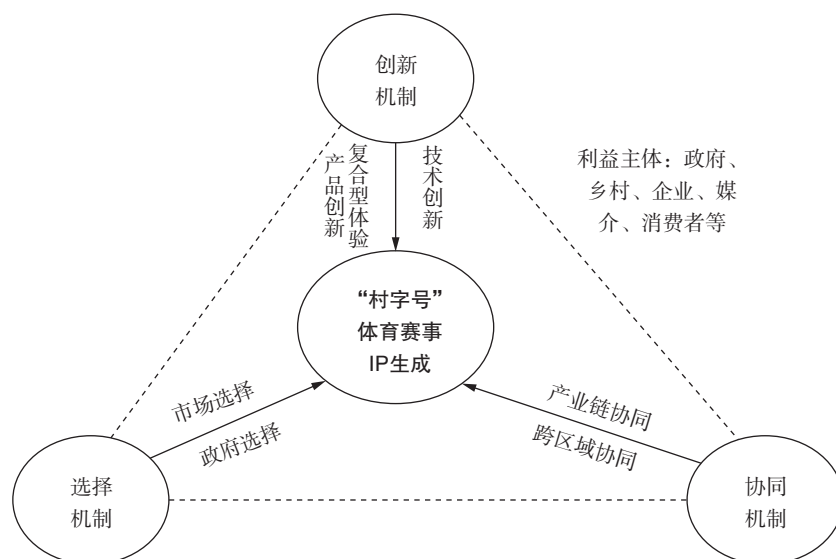 创新
机制
利益主体：政府、
乡村、企业、媒
介、消费者等
复合型体验
产品创新
技术创新
“村字号”
体育赛事
IP生成
市场选择
政府选择
产业链协同
跨区域协同
选择
机制
协同
机制